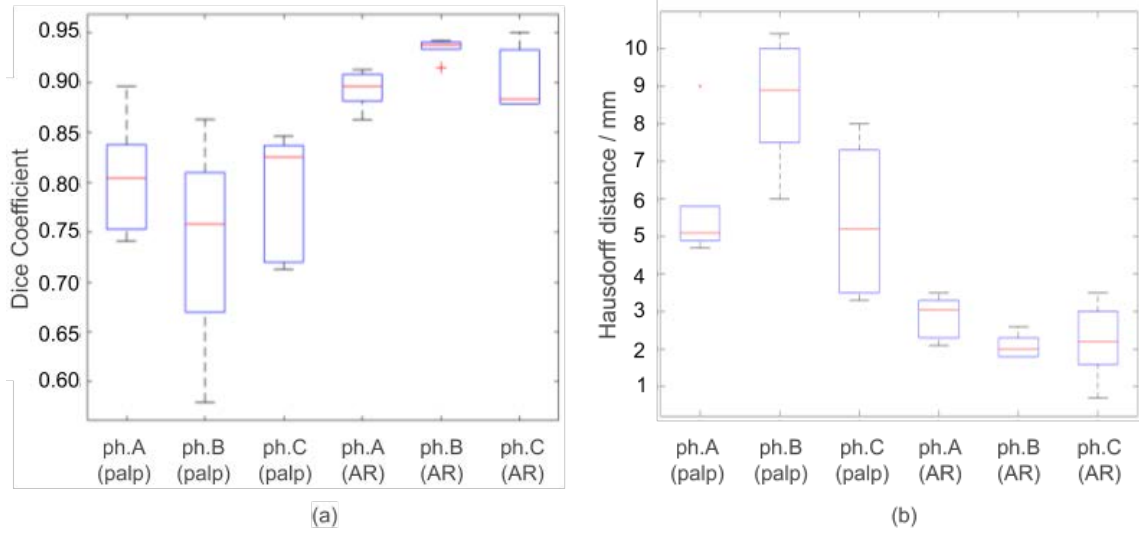 Dice Coefficient
0.95
0.90
0.85
0.80
0.75
0.70
0.65
0.60
ph.A
(palp)
ph.B
(palp)
ph.C
(palp)
ph.A
(AR)
ph.B
(AR)
ph.C
(AR)
(a)
Hausdorff distance / mm
10
9
8
7
6
5
4
3
2
1
ph.A
(palp)
ph.B
(palp)
ph.C
(palp)
ph.A
(AR)
ph.B
(AR)
ph.C
(AR)
(b)